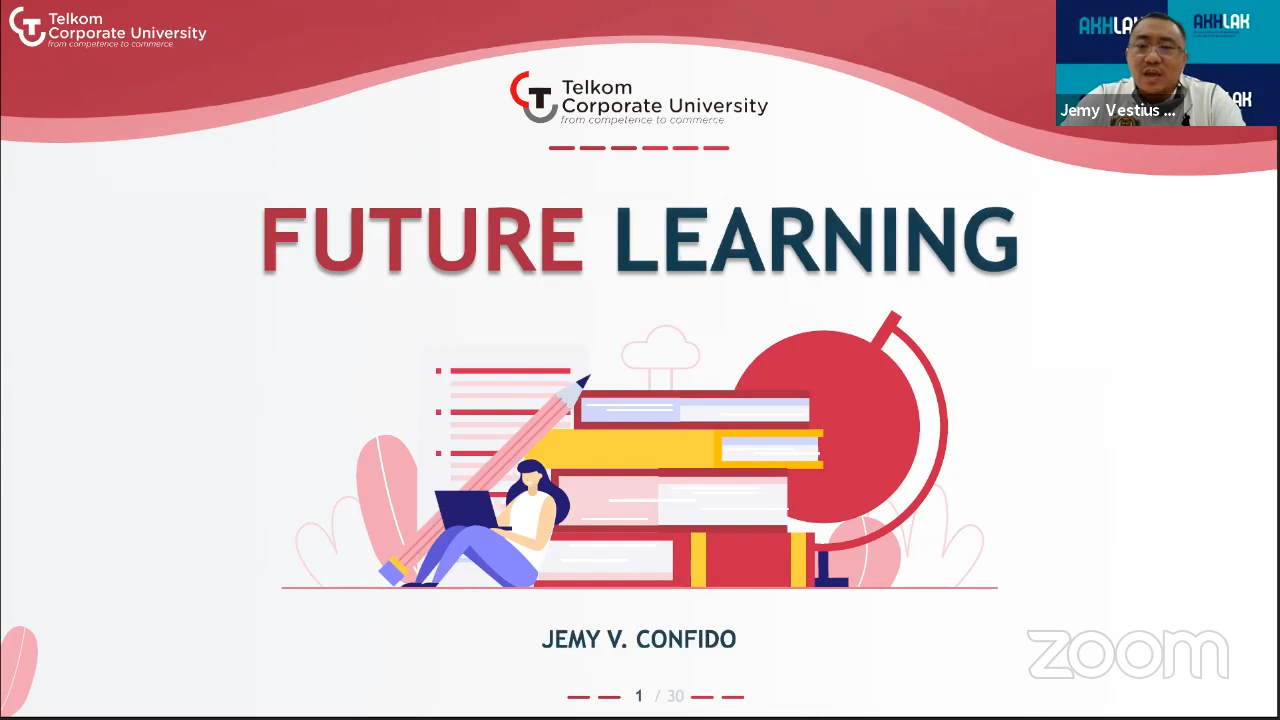 Telkom
Corporate University
from competence to commerce
AKHLAK
Jemy Vestius ...
Telkom
Corporate University
from competence to commerce
FUTURE LEARNING
JEMY V. CONFIDO
zoom
1 / 30